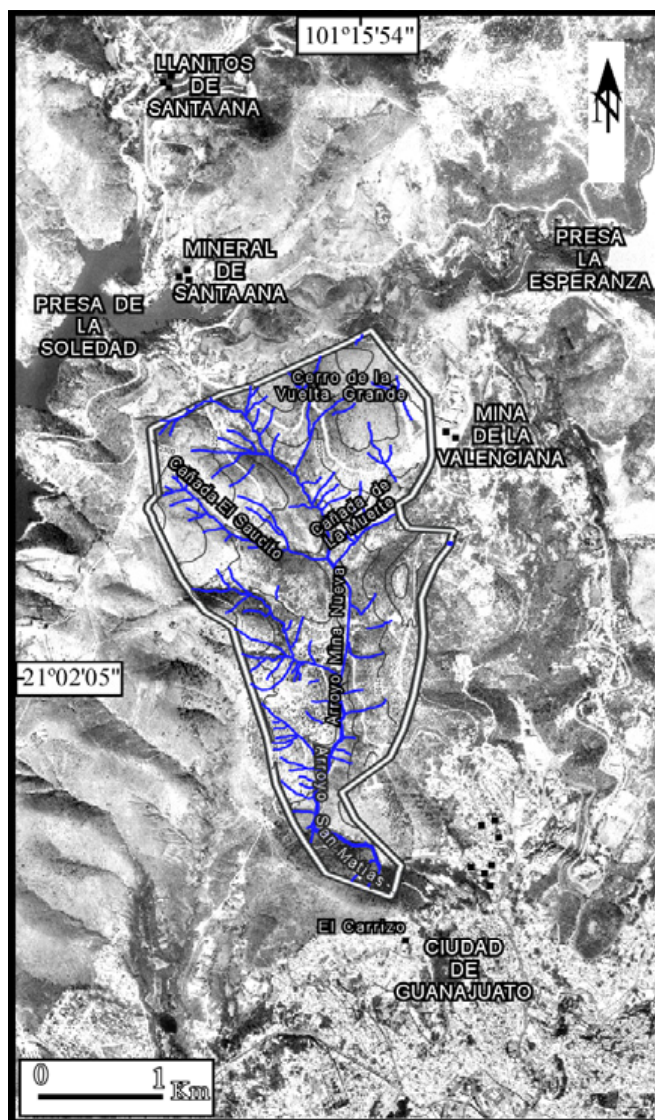 101º15'54"
LLANITOS
DE
SANTA ANA
N
MINERAL
DE
SANTA ANA
PRESA
LA
ESPERANZA
PRESA DE
LA
SOLEDAD
Cerro de la
Vuelta Grande
MINA
DE LA
VALENCIANA
Cañada El Saucito
Cañada de
La Muerte
Arroyo Mina Nueva
21º02'05"
Arroyo San Matías
El Carrizo
CIUDAD
DE
GUANAJUATO
0 1
Km